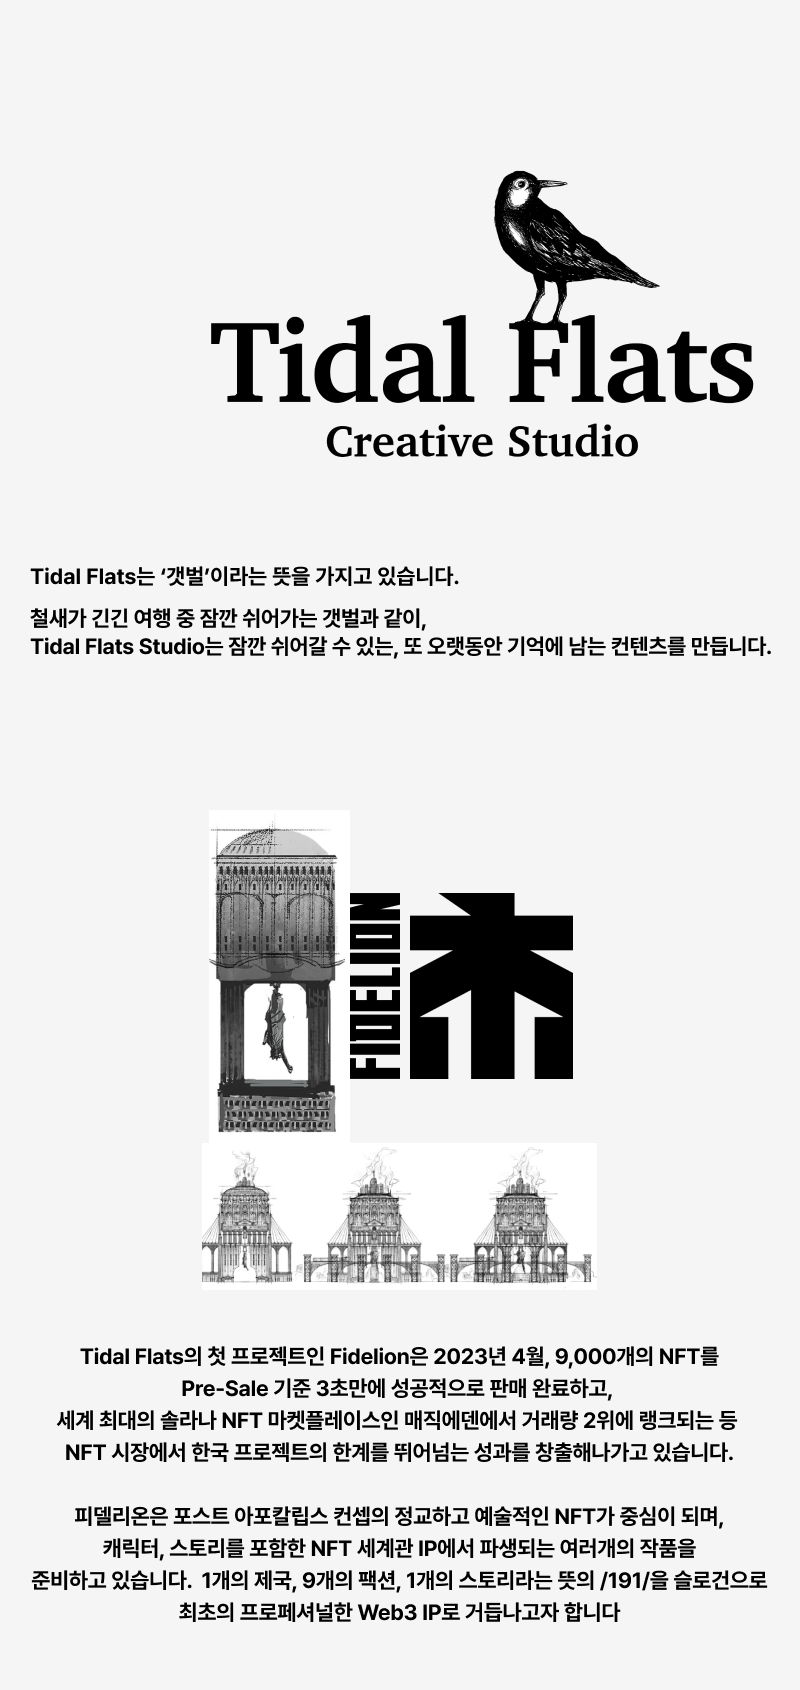 Tidal Flats
Creative Studio
Tidal Flats는 ‘갯벌’이라는 뜻을 가지고 있습니다.
철새가 긴긴 여행 중 잠깐 쉬어가는 갯벌과 같이,
Tidal Flats Studio는 잠깐 쉬어갈 수 있는, 또 오랫동안 기억에 남는 컨텐츠를 만듭니다.
FIDELION
Tidal Flats의 첫 프로젝트인 Fidelion은 2023년 4월, 9,000개의 NFT를
Pre-Sale 기준 3초만에 성공적으로 판매 완료하고,
세계 최대의 솔라나 NFT 마켓플레이스인 매직에덴에서 거래량 2위에 랭크되는 등
NFT 시장에서 한국 프로젝트의 한계를 뛰어넘는 성과를 창출해나가고 있습니다.
피델리온은 포스트 아포칼립스 컨셉의 정교하고 예술적인 NFT가 중심이 되며,
캐릭터, 스토리를 포함한 NFT 세계관 IP에서 파생되는 여러개의 작품을
준비하고 있습니다. 1개의 제국, 9개의 팩션, 1개의 스토리라는 뜻의 /191/을 슬로건으로
최초의 프로페셔널한 Web3 IP로 거듭나고자 합니다